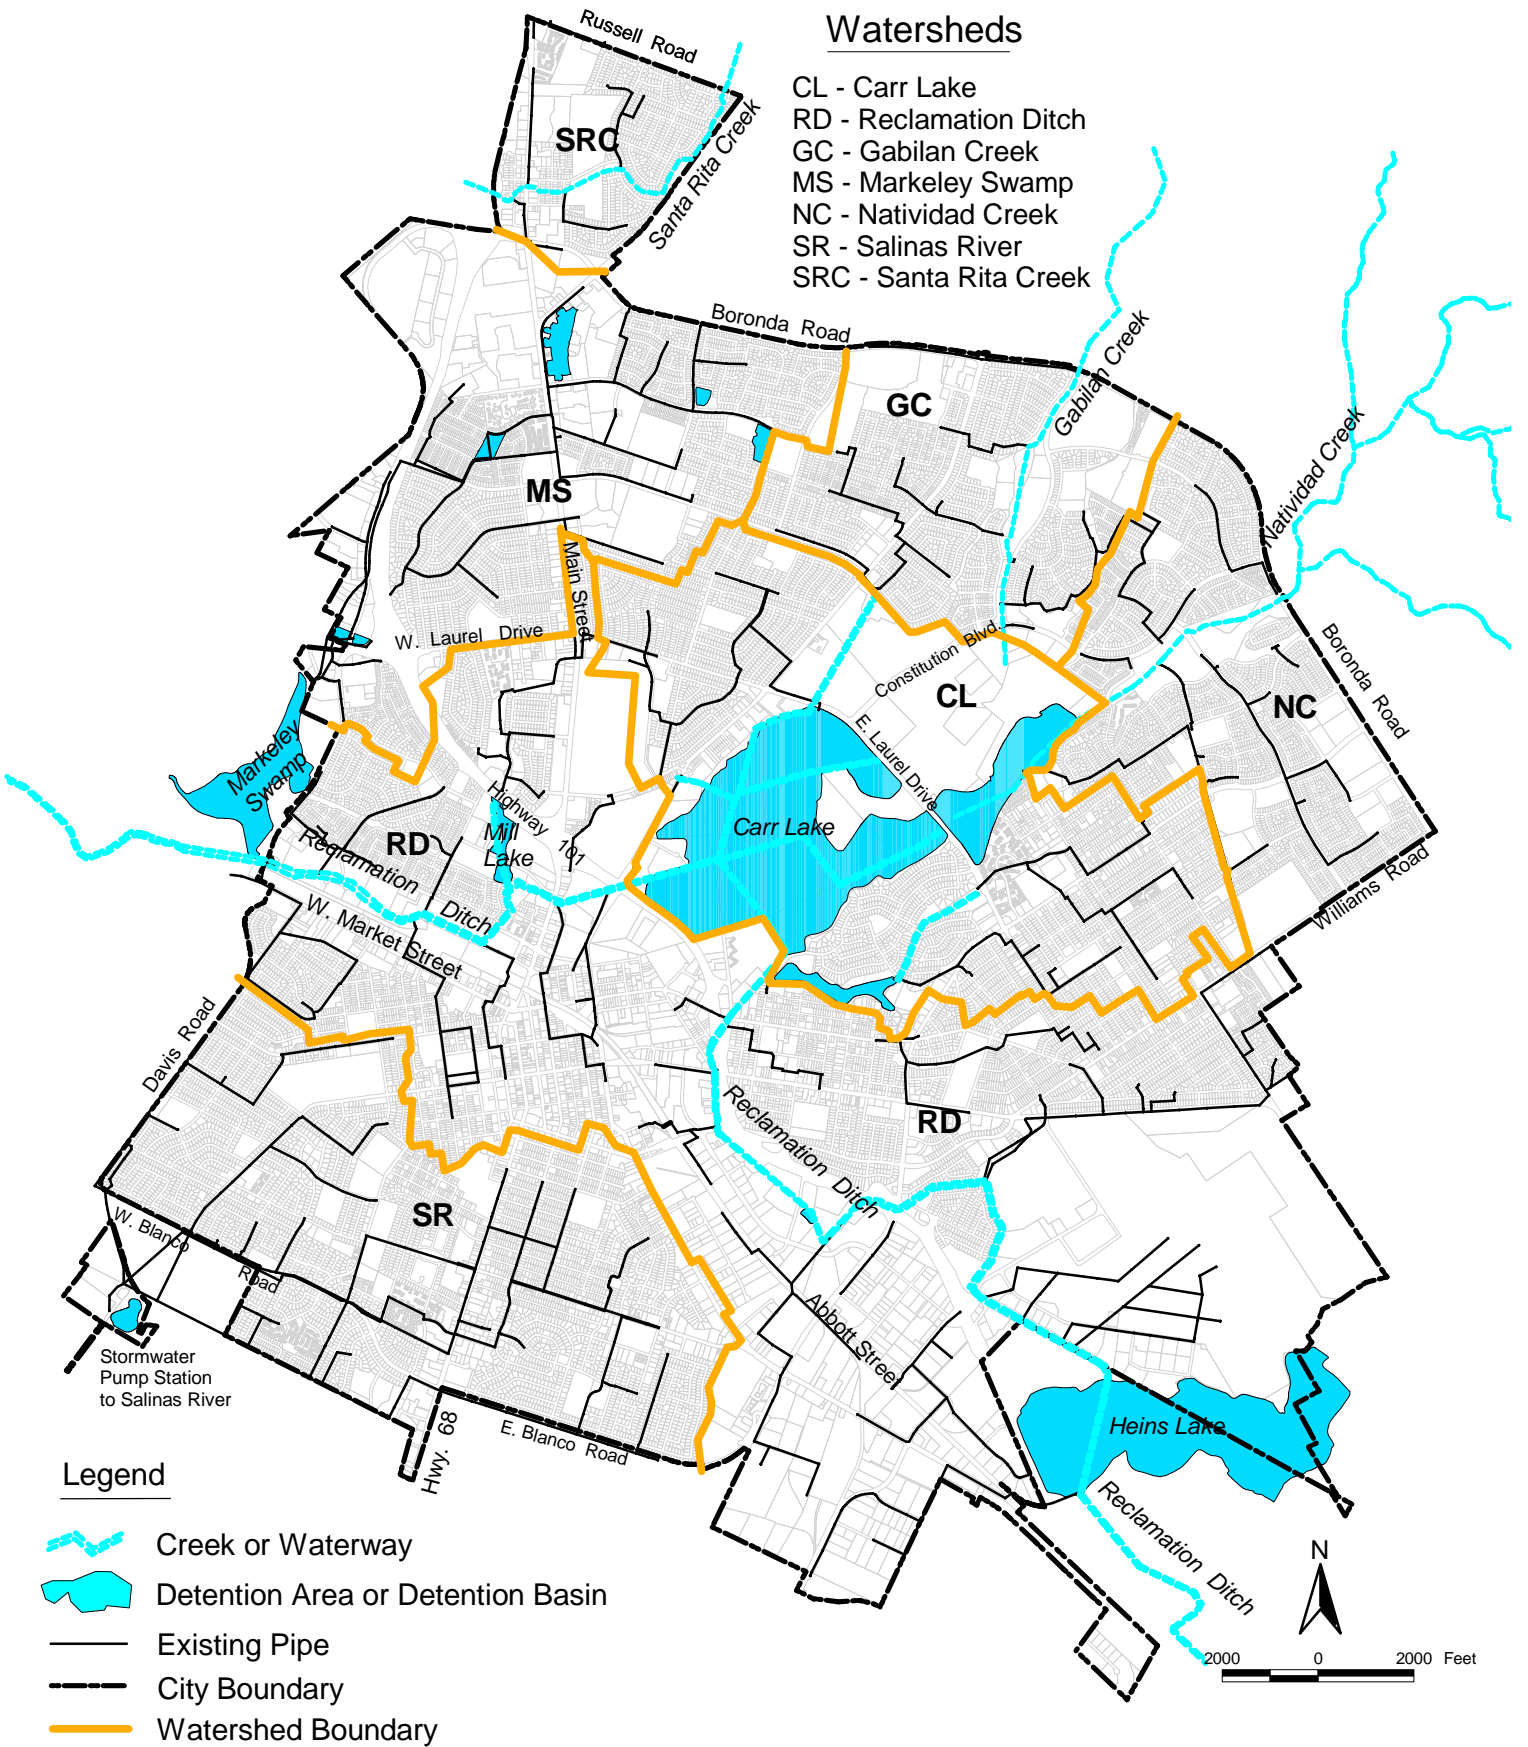 Watersheds
CL - Carr Lake
RD - Reclamation Ditch
GC - Gabilan Creek
MS - Markeley Swamp
NC - Natividad Creek
SR - Salinas River
SRC - Santa Rita Creek
Russell Road
SRC
Santa Rita Creek
Boronda Road
GC
Gabilan Creek
Natividad Creek
MS
Main Street
W. Laurel Drive
Constitution Blvd.
CL
NC
Boronda Road
E. Laurel Drive
Markeley
Swamp
Highway 101
Mill
Lake
Carr Lake
RD
Reclamation Ditch
W. Market Street
Williams Road
Davis Road
Reclamation Ditch
RD
SR
W. Blanco Road
Abbott Street
Stormwater
Pump Station
to Salinas River
Hwy. 68
E. Blanco Road
Heins Lake
Reclamation Ditch
Legend
Creek or Waterway
Detention Area or Detention Basin
Existing Pipe
City Boundary
Watershed Boundary
N
2000 0 2000 Feet